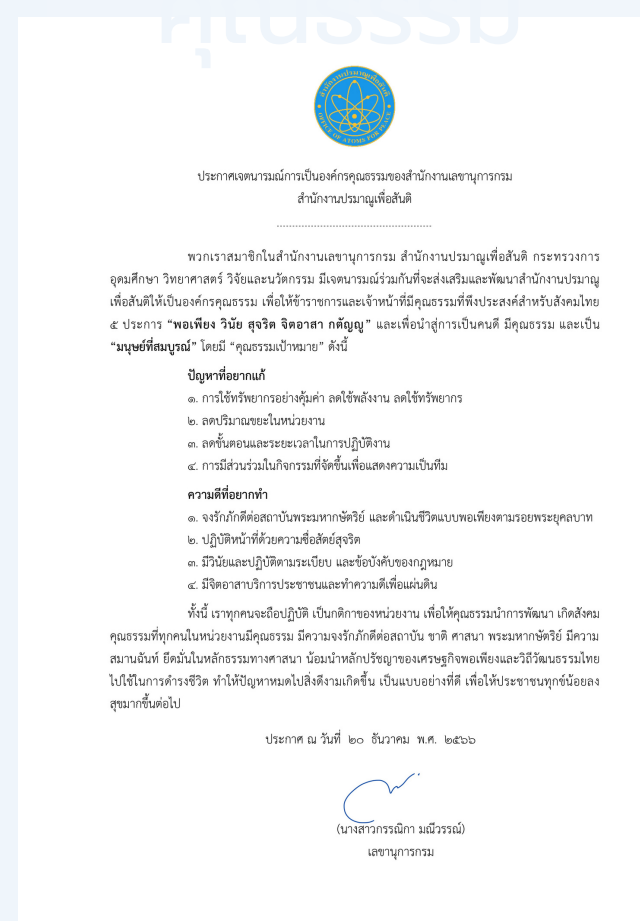 คุณธรรม
สำนักงานปรมาณูเพื่อสันติ
OFFICE OF ATOMS FOR PEACE
ประกาศเจตนารมณ์การเป็นองค์กรคุณธรรมของสำนักงานเลขานุการกรม
สำนักงานปรมาณูเพื่อสันติ
พวกเราสมาชิกในสำนักงานเลขานุการกรม สำนักงานปรมาณูเพื่อสันติ กระทรวงการ
อุดมศึกษา วิทยาศาสตร์ วิจัยและนวัตกรรม มีเจตนารมณ์ร่วมกันที่จะส่งเสริมและพัฒนาสำนักงานปรมาณู
เพื่อสันติให้เป็นองค์กรคุณธรรม เพื่อให้ข้าราชการและเจ้าหน้าที่มีคุณธรรมที่พึงประสงค์สำหรับสังคมไทย
๕ ประการ “พอเพียง วินัย สุจริต จิตอาสา กตัญญู” และเพื่อนำสู่การเป็นคนดี มีคุณธรรม และเป็น
“มนุษย์ที่สมบูรณ์” โดยมี “คุณธรรมเป้าหมาย” ดังนี้
ปัญหาที่อยากแก้
๑. การใช้ทรัพยากรอย่างคุ้มค่า ลดใช้พลังงาน ลดใช้ทรัพยากร
๒. ลดปริมาณขยะในหน่วยงาน
๓. ลดขั้นตอนและระยะเวลาในการปฏิบัติงาน
๔. การมีส่วนร่วมในกิจกรรมที่จัดขึ้นเพื่อแสดงความเป็นทีม
ความดีที่อยากทำ
๑. จงรักภักดีต่อสถาบันพระมหากษัตริย์ และดำเนินชีวิตแบบพอเพียงตามรอยพระยุคลบาท
๒. ปฏิบัติหน้าที่ด้วยความซื่อสัตย์สุจริต
๓. มีวินัยและปฏิบัติตามระเบียบ และข้อบังคับของกฎหมาย
๔. มีจิตอาสาบริการประชาชนและทำความดีเพื่อแผ่นดิน
ทั้งนี้ เราทุกคนจะถือปฏิบัติ เป็นกติกาของหน่วยงาน เพื่อให้คุณธรรมนำการพัฒนา เกิดสังคม
คุณธรรมที่ทุกคนในหน่วยงานมีคุณธรรม มีความจงรักภักดีต่อสถาบัน ชาติ ศาสนา พระมหากษัตริย์ มีความ
สมานฉันท์ ยึดมั่นในหลักธรรมทางศาสนา น้อมนำหลักปรัชญาของเศรษฐกิจพอเพียงและวิถีวัฒนธรรมไทย
ไปใช้ในการดำรงชีวิต ทำให้ปัญหาหมดไปสิ่งดีงามเกิดขึ้น เป็นแบบอย่างที่ดี เพื่อให้ประชาชนทุกข์น้อยลง
สุขมากขึ้นต่อไป
ประกาศ ณ วันที่ ๒๐ ธันวาคม พ.ศ. ๒๕๖๖
(นางสาวกรรณิกา มณีวรรณ์)
เลขานุการกรม